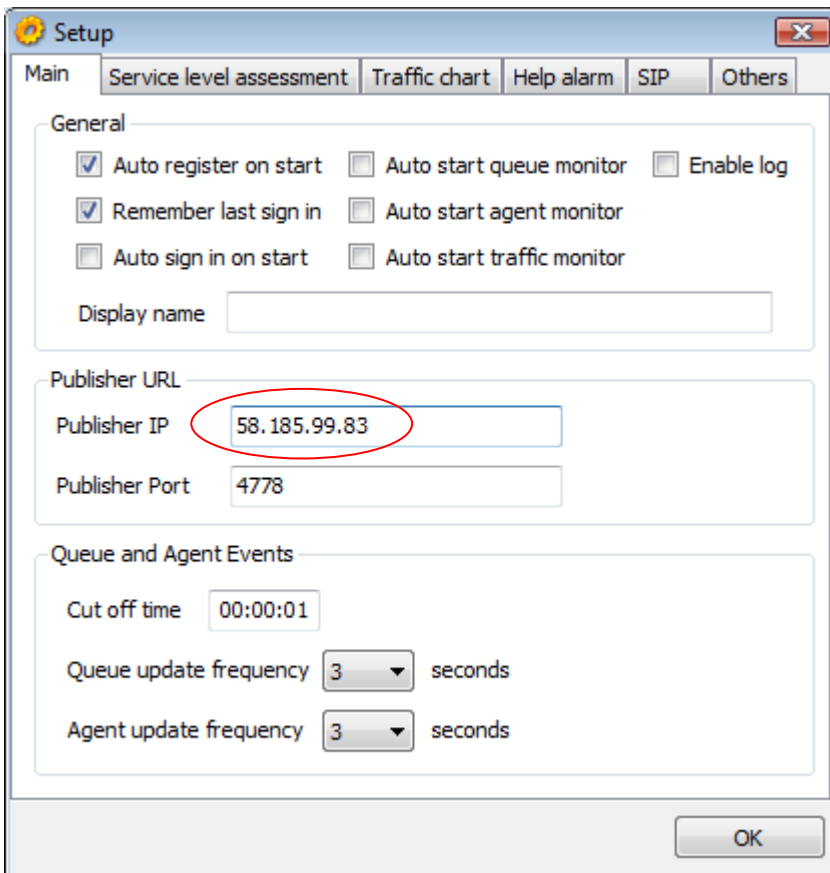 Setup
Main Service level assessment Traffic chart Help alarm SIP Others
General
Auto register on start Auto start queue monitor Enable log
Remember last sign in Auto start agent monitor
Auto sign in on start Auto start traffic monitor
Display name
Publisher URL
Publisher IP 58.185.99.83
Publisher Port 4778
Queue and Agent Events
Cut off time 00:00:01
Queue update frequency 3 seconds
Agent update frequency 3 seconds
OK